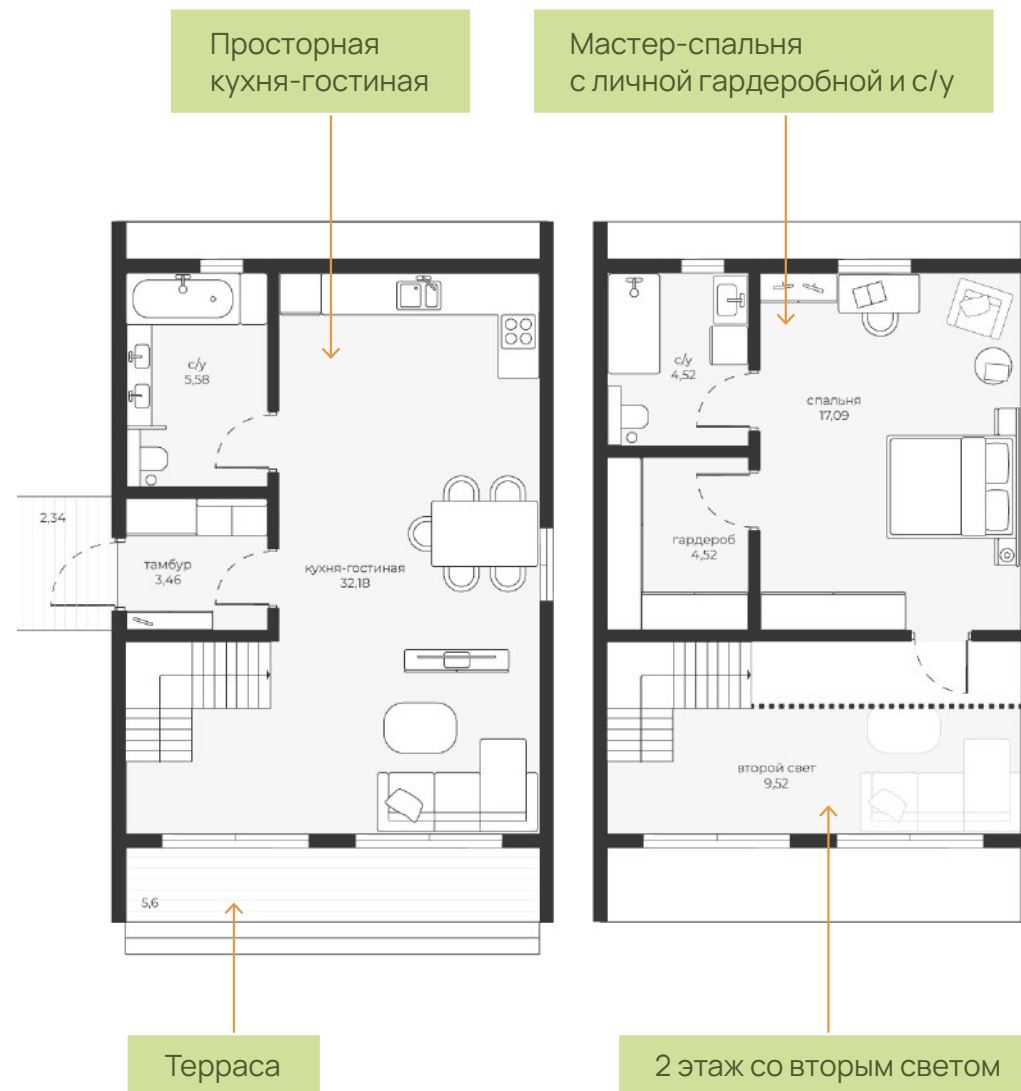 Просторная
кухня-гостиная
Мастер-спальня
с личной гардеробной и с/у
с/у
5,58
2,34
тамбур
3,46
кухня-гостиная
32,18
5,6
с/у
4,52
спальня
17,09
гардероб
4,52
второй свет
9,52
Терраса
2 этаж со вторым светом